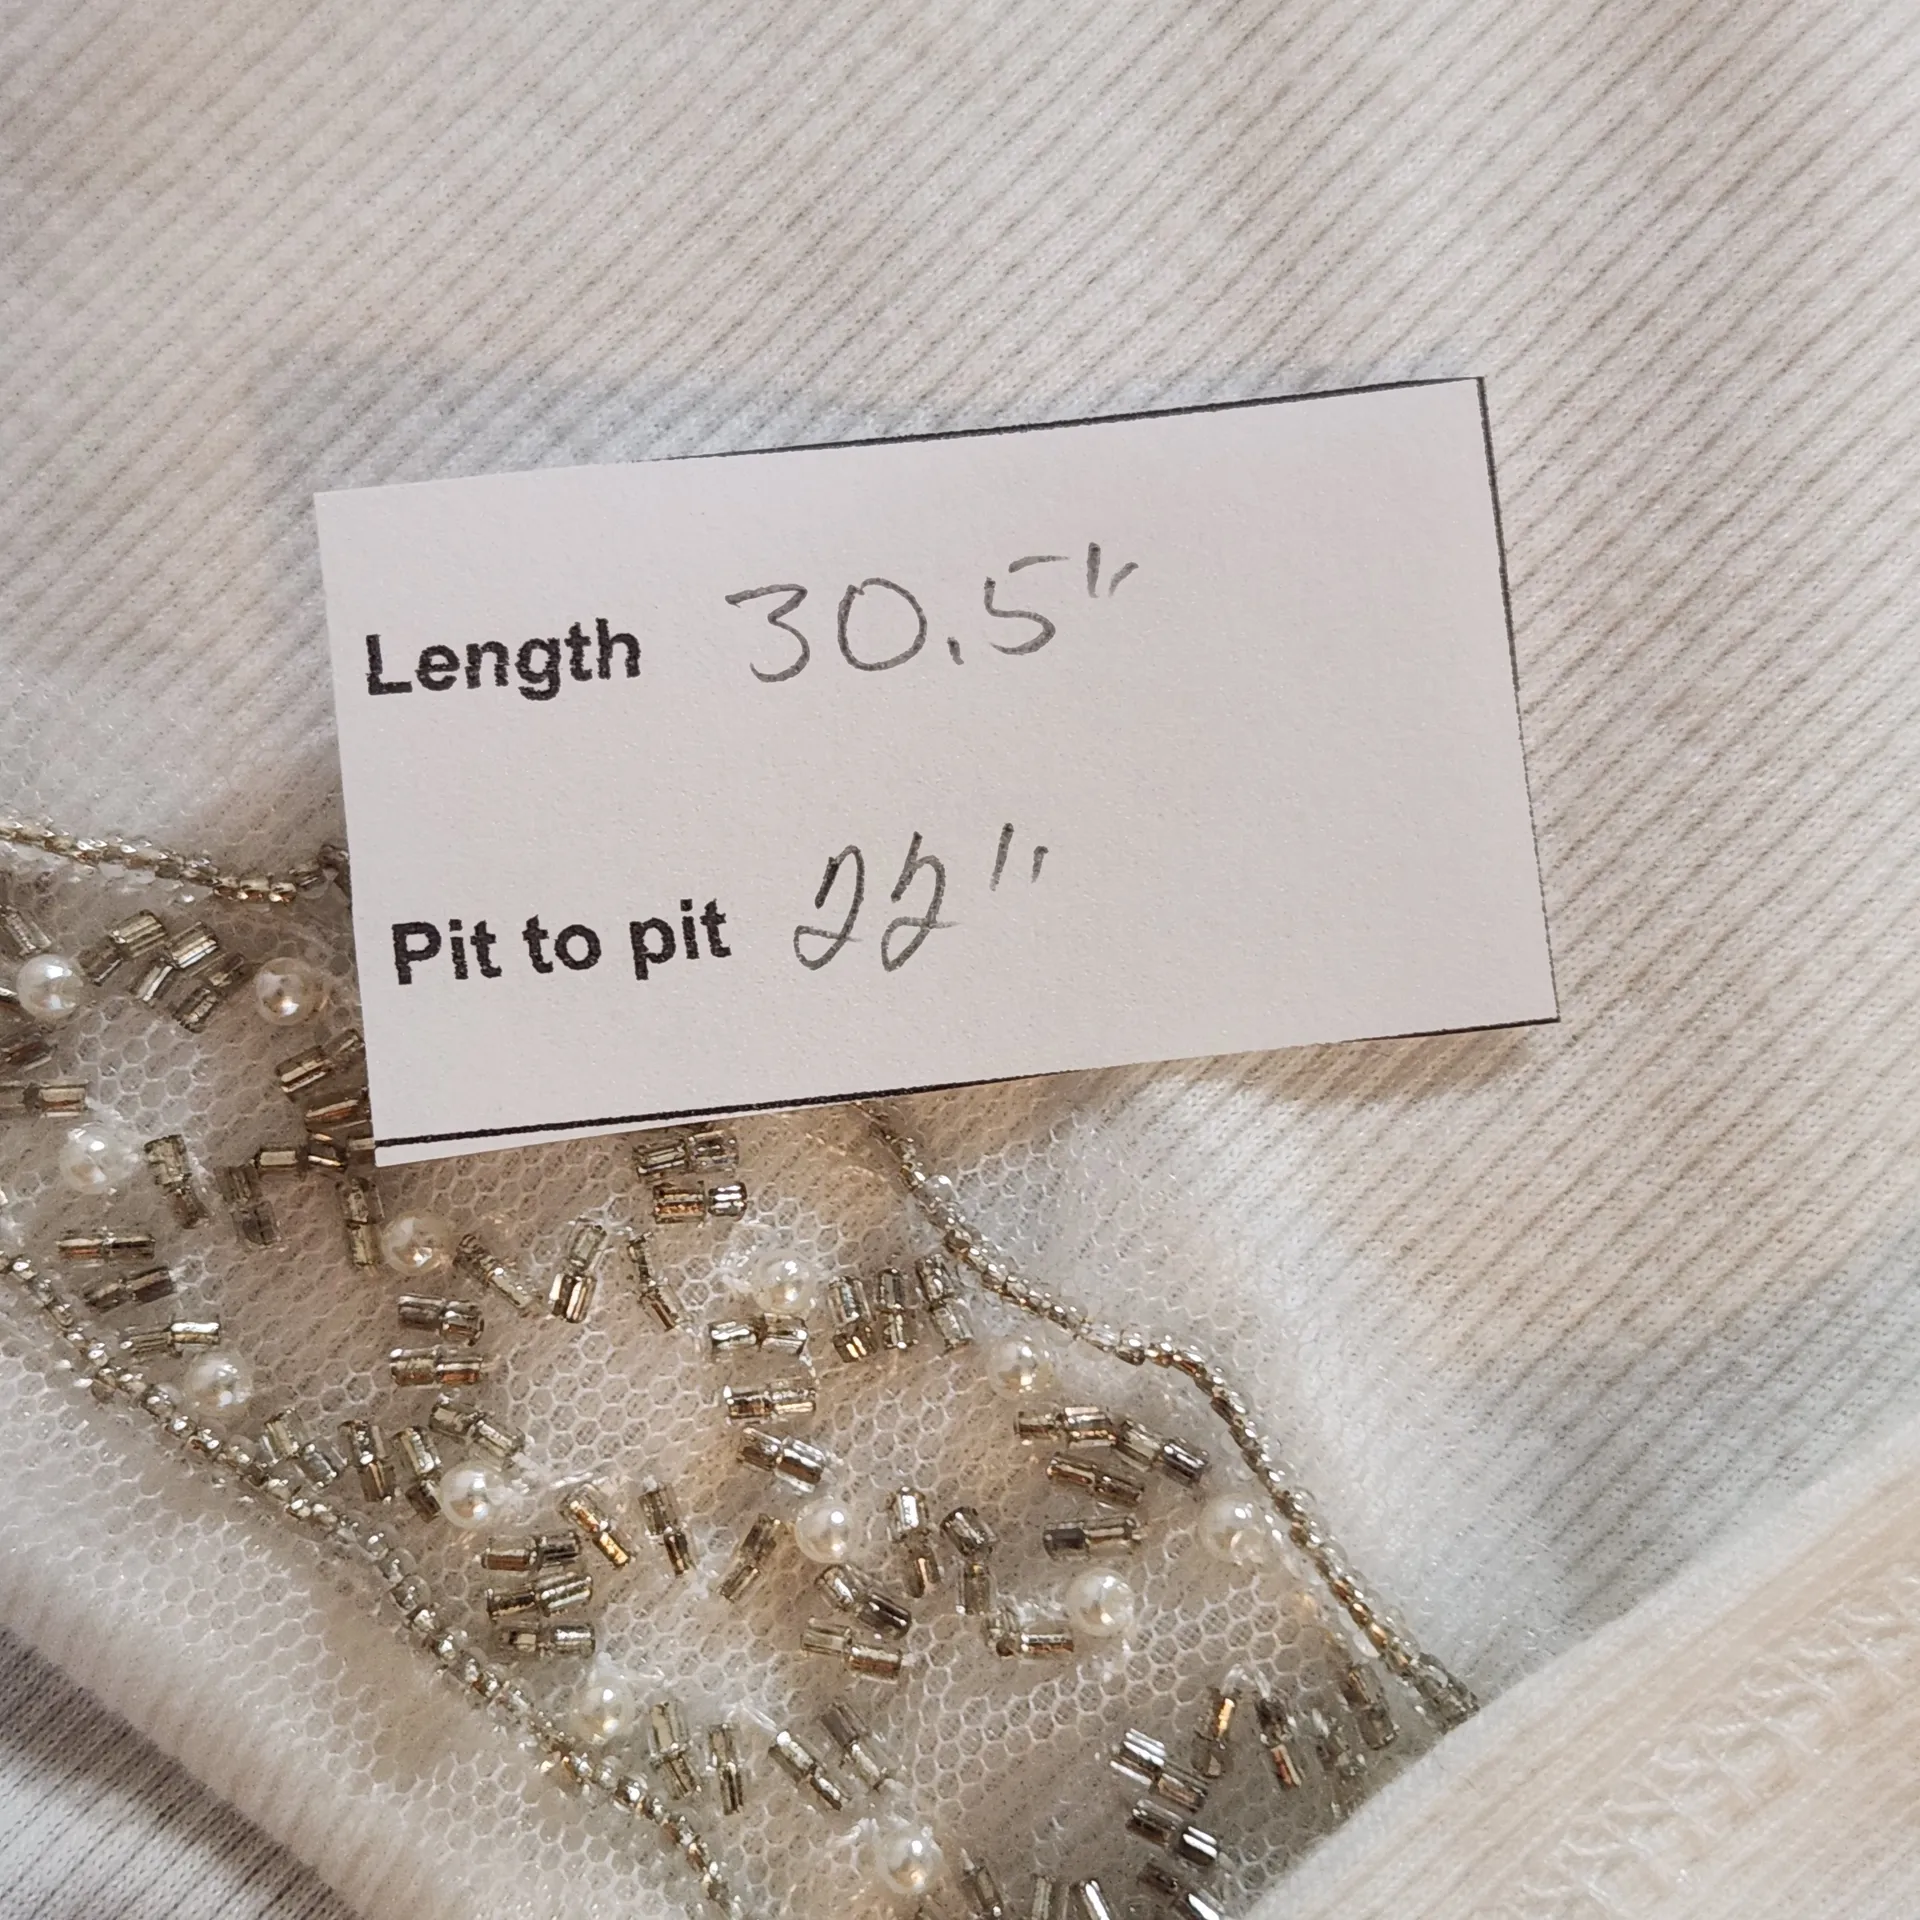 Length 30.5"
Pit to pit 22"